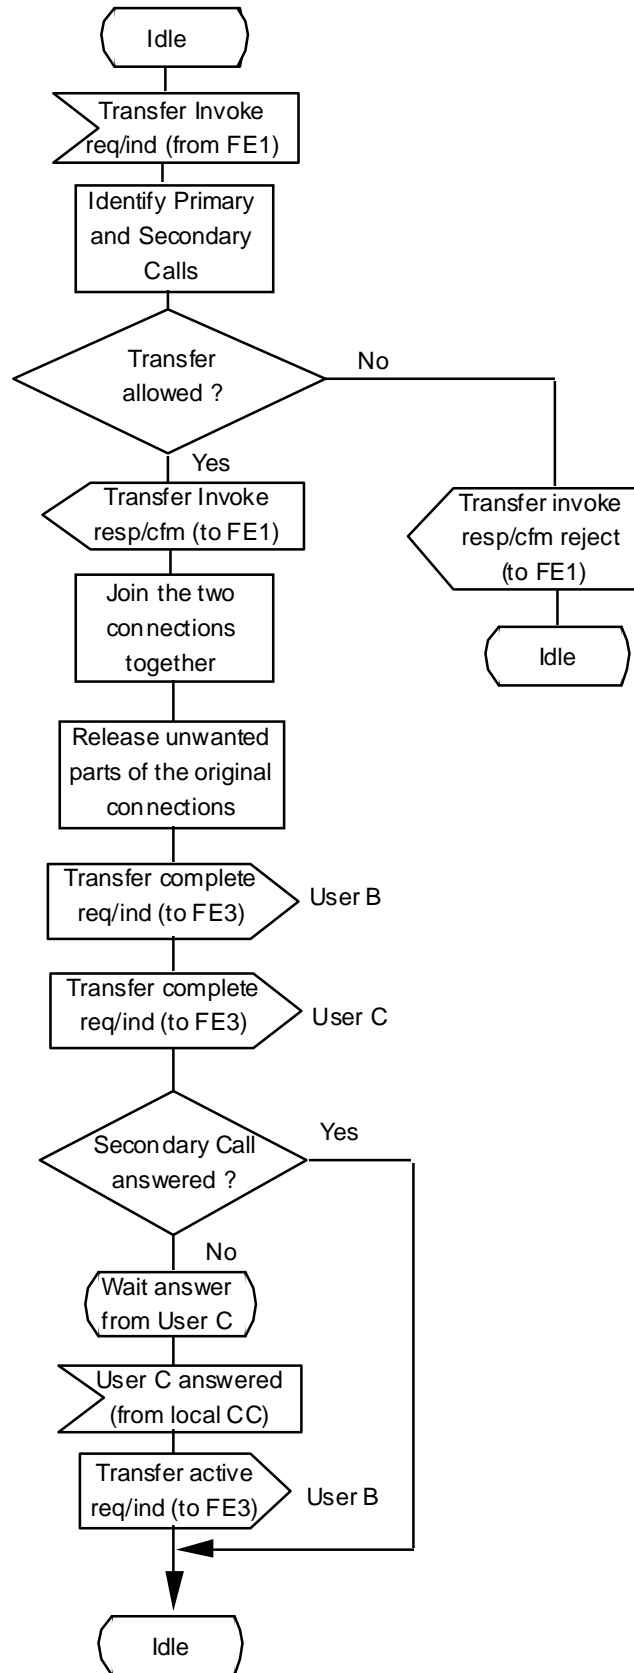 Idle
Transfer Invoke
req/ind (from FE1)
Identify Primary
and Secondary
Calls
Transfer
allowed ?
No
Yes
Transfer Invoke
resp/cfm (to FE1)
Transfer invoke
resp/cfm reject
(to FE1)
Join the two
connections
together
Idle
Release unwanted
parts of the original
connections
Transfer complete
req/ind (to FE3)
User B
Transfer complete
req/ind (to FE3)
User C
Secondary Call
answered ?
Yes
No
Wait answer
from User C
User C answered
(from local CC)
Transfer active
req/ind (to FE3)
User B
Idle